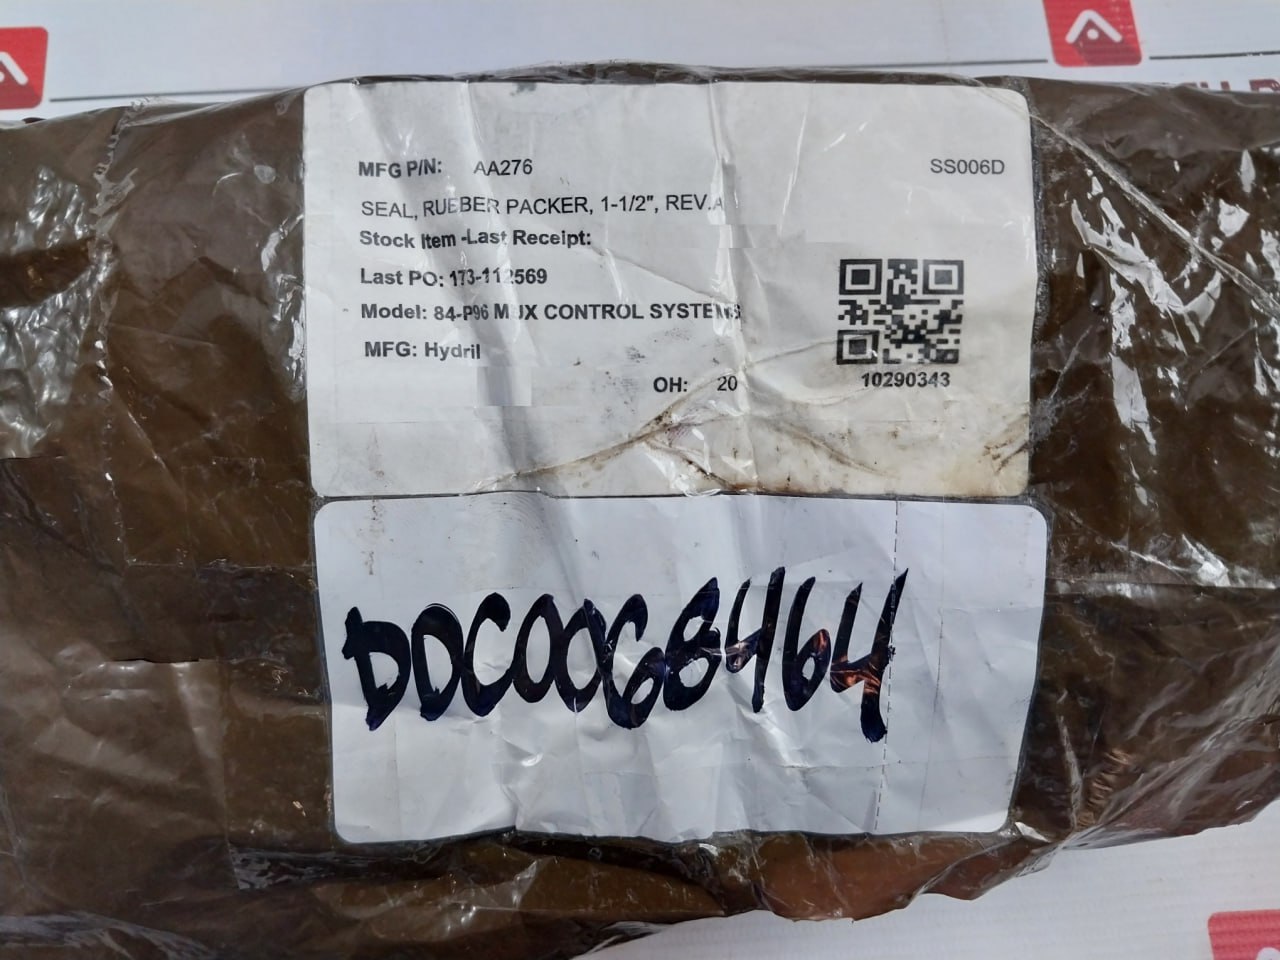 MFG P/N: AA276 SS006D
SEAL, RUBBER PACKER, 1-1/2", REV.A
Stock Item -Last Receipt:
Last PO: 173-112569
Model: 84-P96 MUX CONTROL SYSTEMS
MFG: Hydril
OH: 20
10290343
DDC0068464